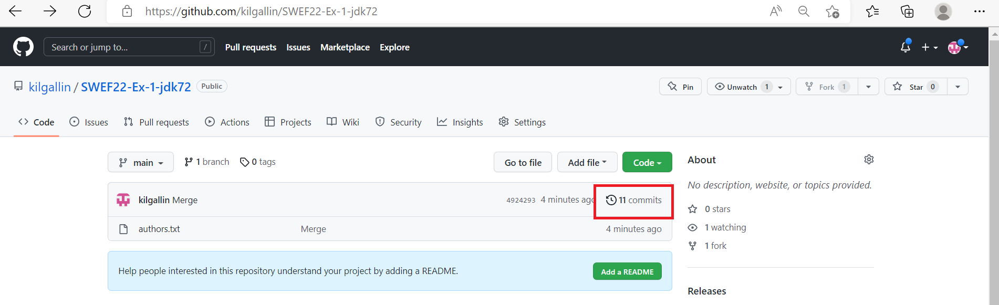 https://github.com/kilgallin/SWEF22-Ex-1-jdk72
Search or jump to... / Pull requests Issues Marketplace Explore
kilgallin / SWEF22-Ex-1-jdk72 Public Pin Unwatch 1 Fork 1 Star 0
Code Issues Pull requests Actions Projects Wiki Security Insights Settings
main 1 branch 0 tags Go to file Add file Code
kilgallin Merge 4924293 4 minutes ago 11 commits
authors.txt Merge 4 minutes ago
Help people interested in this repository understand your project by adding a README. Add a README
About
No description, website, or topics provided.
0 stars
1 watching
1 fork
Releases